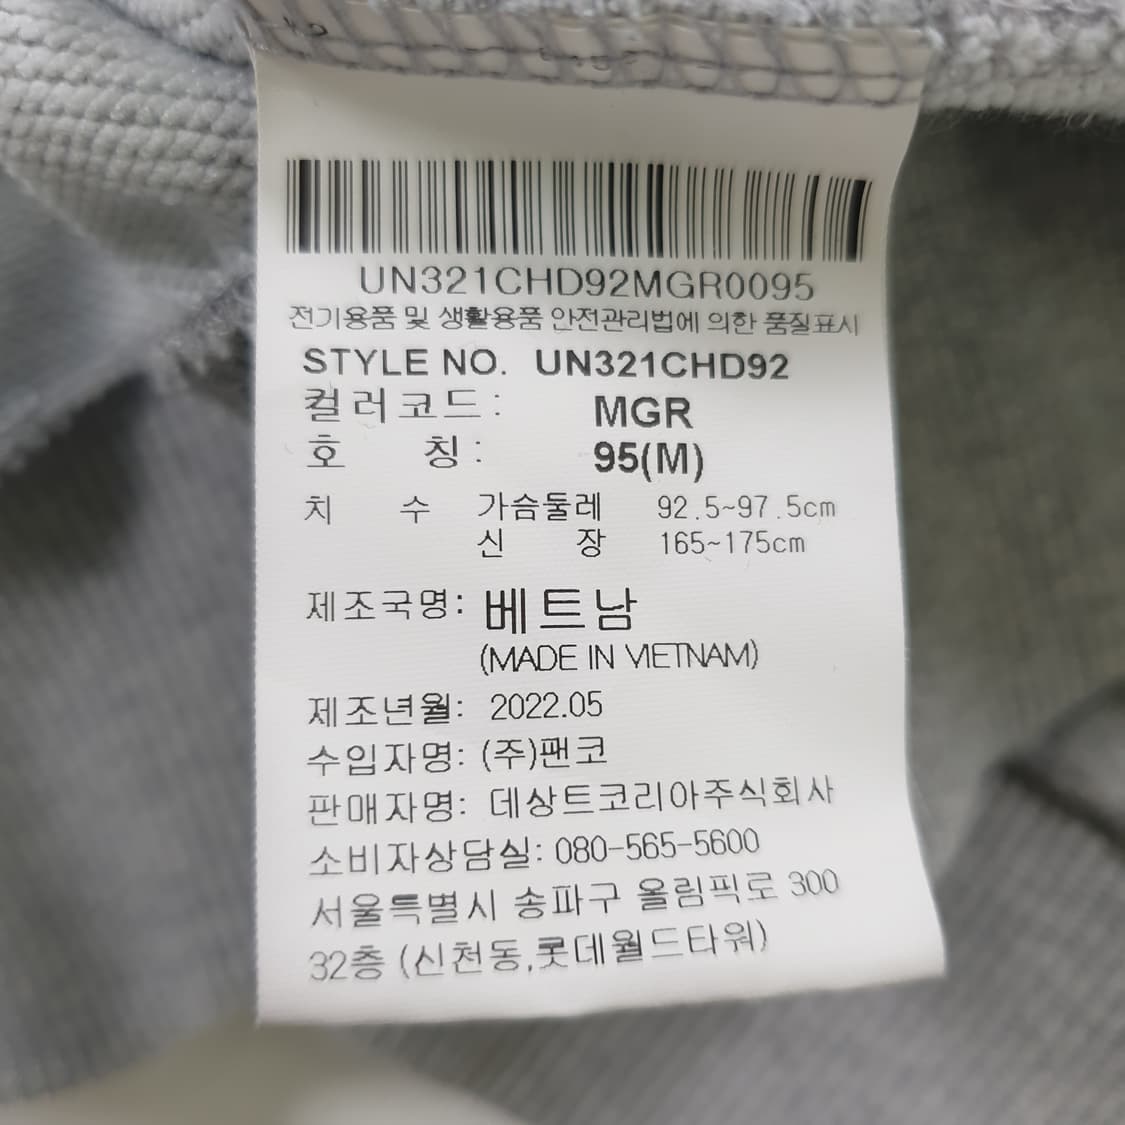 UN321CHD92MGR0095
전기용품 및 생활용품 안전관리법에 의한 품질표시
STYLE NO. UN321CHD92
컬러코드: MGR
호 칭: 95(M)
치 수 가슴둘레 92.5~97.5cm
신 장 165~175cm
제조국명: 베트남
(MADE IN VIETNAM)
제조년월: 2022.05
수입자명: (주)팬코
판매자명: 데상트코리아주식회사
소비자상담실: 080-565-5600
서울특별시 송파구 올림픽로 300
32층 (신천동,롯데월드타워)